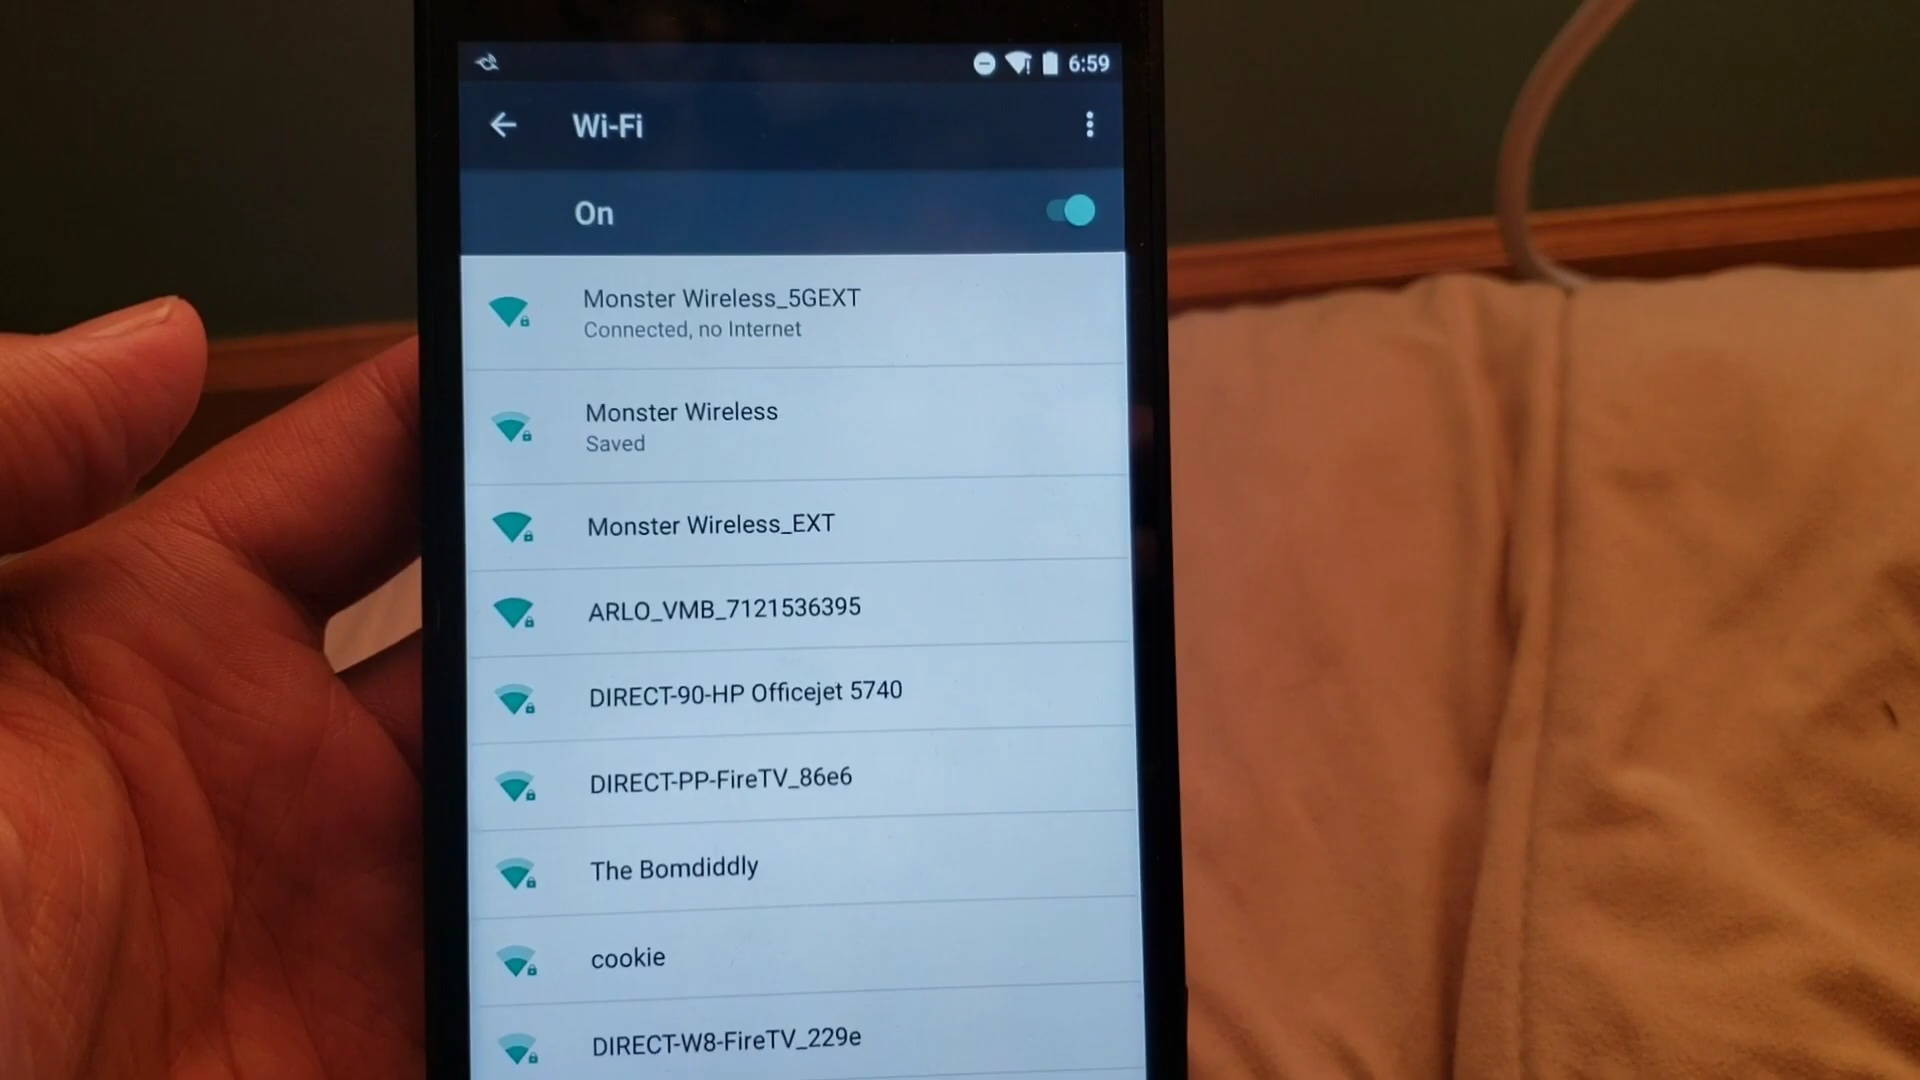 6:59
Wi-Fi
On
Monster Wireless_5GEXT
Connected, no Internet
Monster Wireless
Saved
Monster Wireless_EXT
ARLO_VMB_7121536395
DIRECT-90-HP Officejet 5740
DIRECT-PP-FireTV_86e6
The Bomdiddly
cookie
DIRECT-W8-FireTV_229e